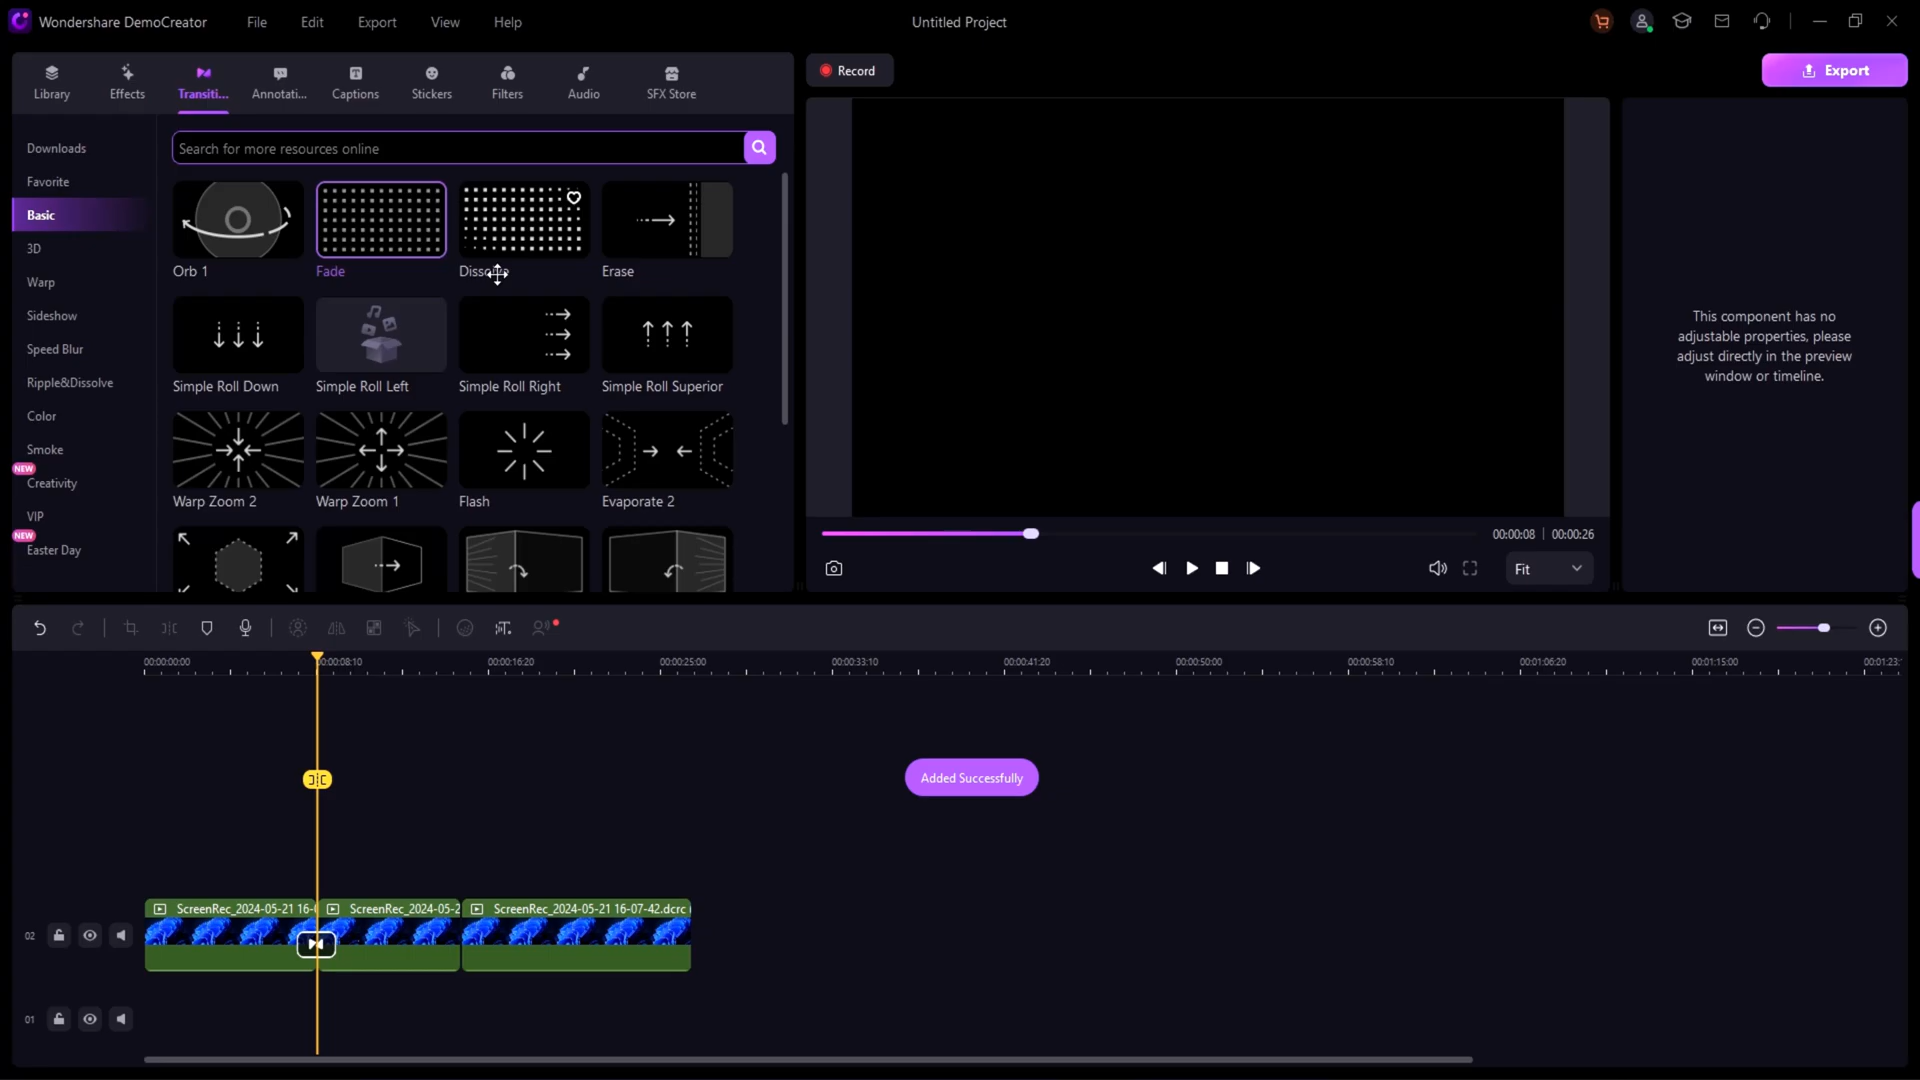 Wondershare DemoCreator File Edit Export View Help Untitled Project
Library Effects Transiti... Annotati... Captions Stickers Filters Audio SFX Store
Record
Export
Search for more resources online
Downloads
Favorite
Basic
3D
Warp
Sideshow
Speed Blur
Ripple&Dissolve
Color
Smoke
NEW
Creativity
VIP
NEW
Easter Day
Orb 1 Fade Dissolve Erase
Simple Roll Down Simple Roll Left Simple Roll Right Simple Roll Superior
Warp Zoom 2 Warp Zoom 1 Flash Evaporate 2
00:00:08 | 00:00:26
Fit
This component has no
adjustable properties, please
adjust directly in the preview
window or timeline.
00:00:00:00 00:00:08:10 00:00:16:20 00:00:25:00 00:00:33:10 00:00:41:20 00:00:50:00 00:00:58:10 00:01:06:20 00:01:15:00 00:01:23:
Added Successfully
ScreenRec_2024-05-21 16-0 ScreenRec_2024-05-2 ScreenRec_2024-05-21 16-07-42.dcrc
02
01